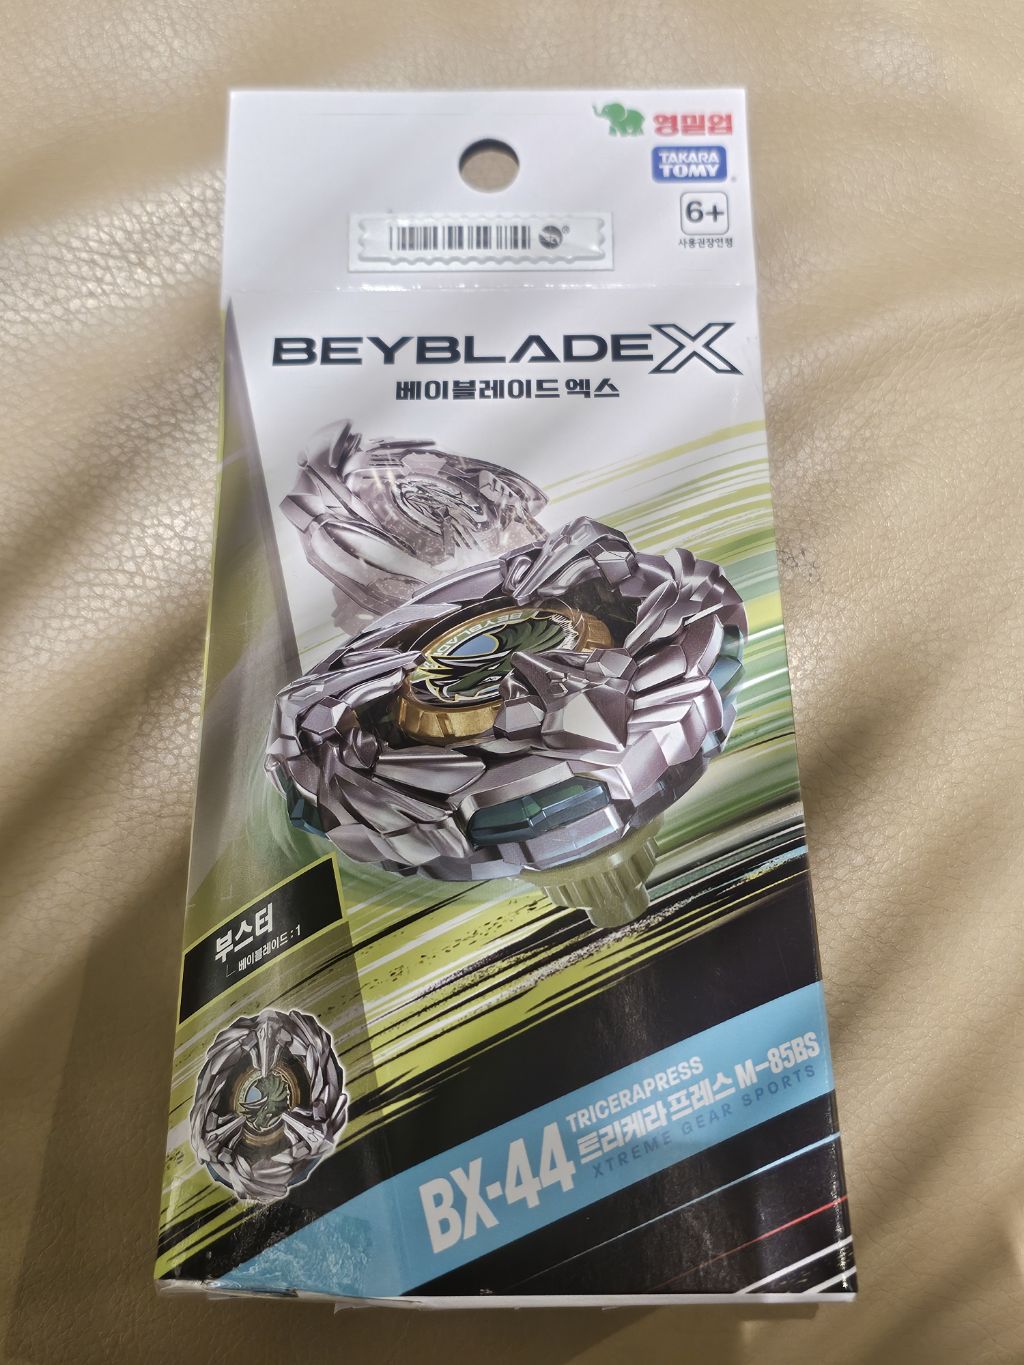 영밀업
TAKARA
TOMY
6+
사용권장연령
BEYBLADE X
베이블레이드 엑스
BEYBLADE
부스터
베이블레이드 : 1
BX-44
TRICERAPRESS
트리케라 프레스 M-85BS
XTREME GEAR SPORTS